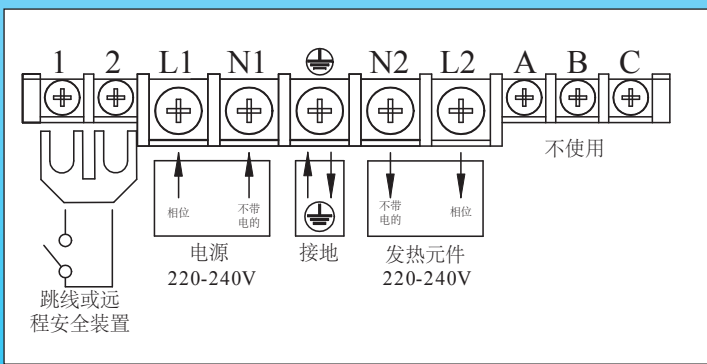 1 2 L1 N1 N2 L2 A B C
不使用
相位
不带
电的
不带
电的
相位
电源
220-240V
接地
发热元件
220-240V
跳线或远
程安全装置